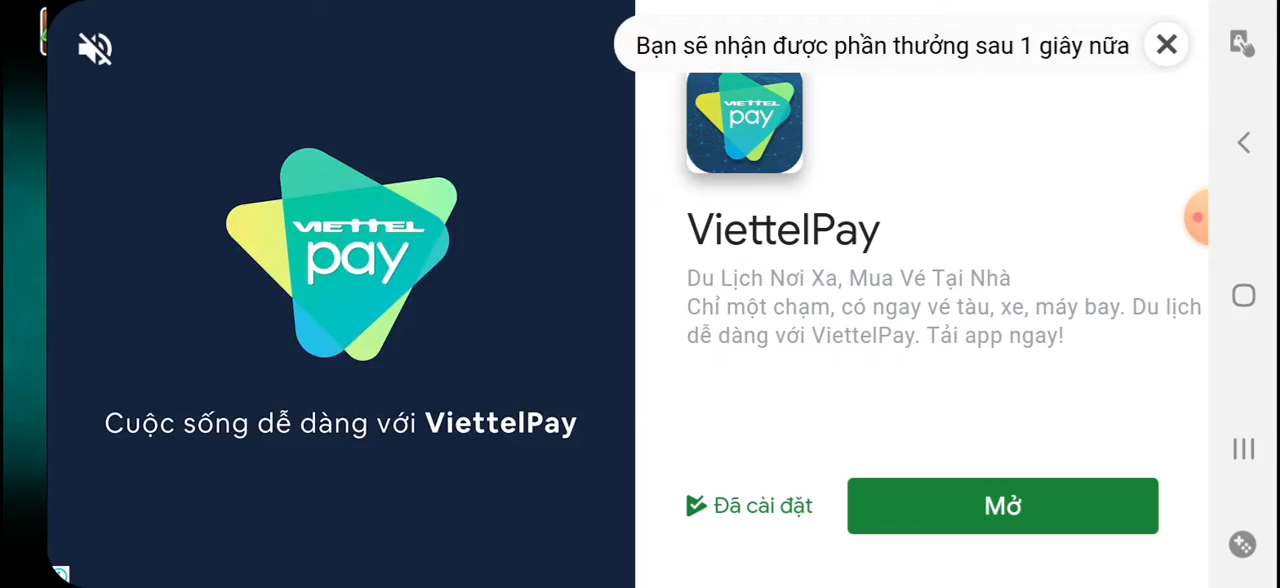 Bạn sẽ nhận được phần thưởng sau 1 giây nữa
VIETTEL
pay
Cuộc sống dễ dàng với ViettelPay
VIETTEL
pay
ViettelPay
Du Lịch Nơi Xa, Mua Vé Tại Nhà
Chỉ một chạm, có ngay vé tàu, xe, máy bay. Du lịch
dễ dàng với ViettelPay. Tải app ngay!
Đã cài đặt
Mở